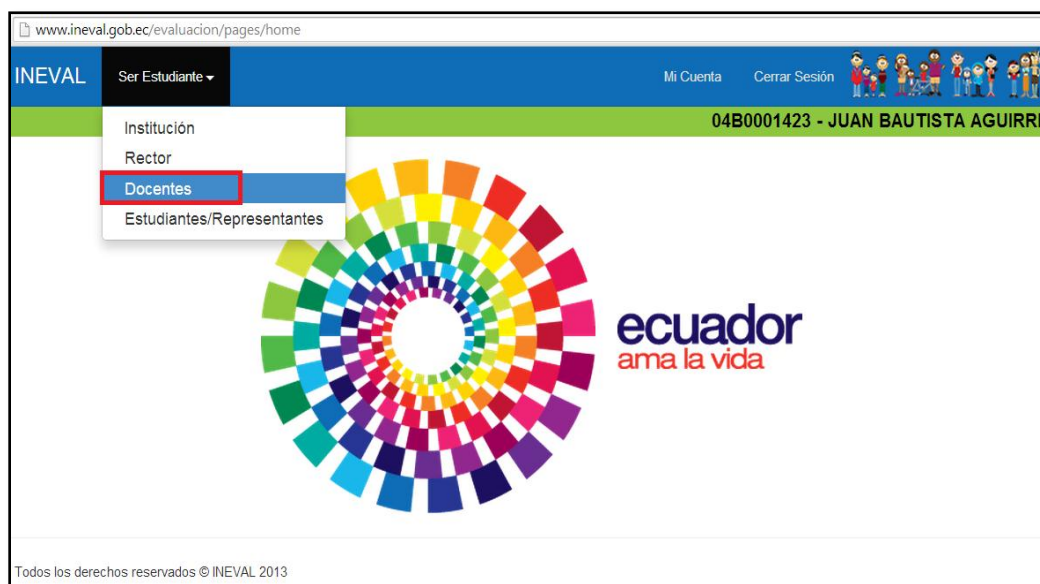 www.ineval.gob.ec/evaluacion/pages/home
INEVAL Ser Estudiante Mi Cuenta Cerrar Sesión
04B0001423 - JUAN BAUTISTA AGUIRR
Institución
Rector
Docentes
Estudiantes/Representantes
ecuador
ama la vida
Todos los derechos reservados © INEVAL 2013